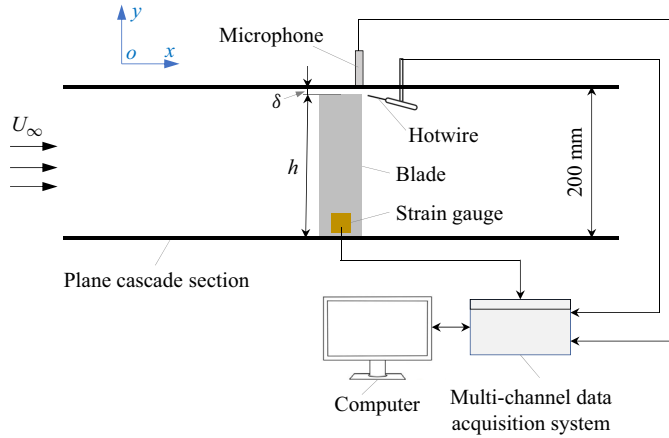 y
o
x
Microphone
δ
Hotwire
U∞
h
Blade
200 mm
Strain gauge
Plane cascade section
Computer
Multi-channel data
acquisition system